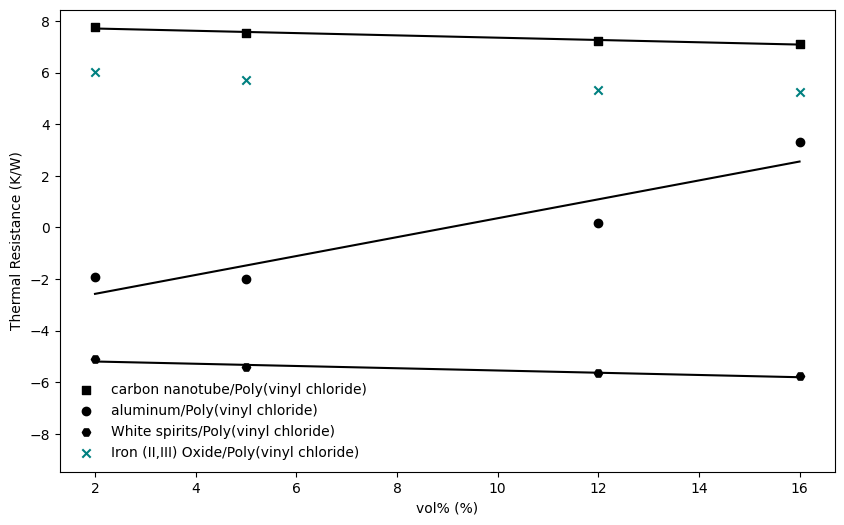 8
6
4
2
0
−2
−4
−6
−8
Thermal Resistance (K/W)
carbon nanotube/Poly(vinyl chloride)
aluminum/Poly(vinyl chloride)
White spirits/Poly(vinyl chloride)
Iron (II,III) Oxide/Poly(vinyl chloride)
2 4 6 8 10 12 14 16
vol% (%)